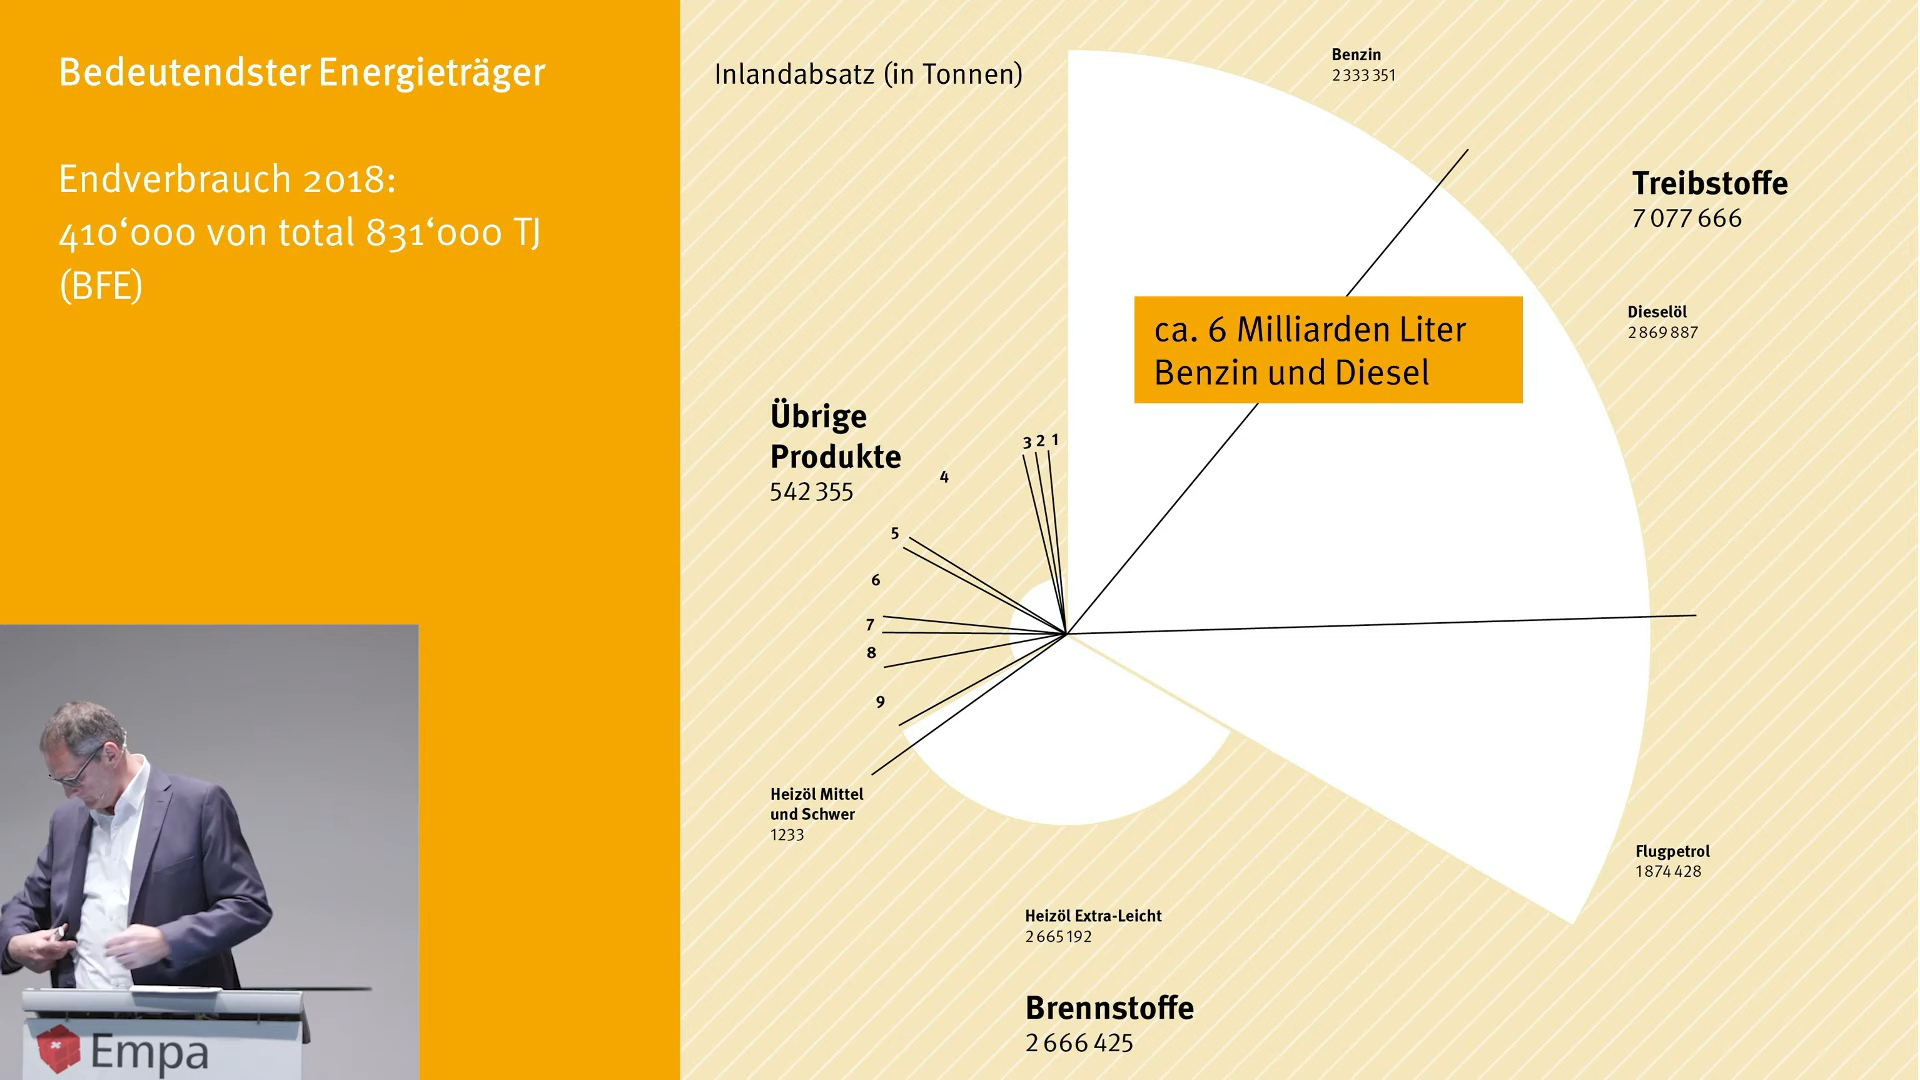 Bedeutendster Energieträger
Endverbrauch 2018:
410‘000 von total 831‘000 TJ
(BFE)
Inlandabsatz (in Tonnen)
Benzin
2 333 351
Treibstoffe
7 077 666
Dieselöl
2 869 887
ca. 6 Milliarden Liter
Benzin und Diesel
Übrige
Produkte
542 355
3 2 1
4
5
6
7
8
9
Heizöl Mittel
und Schwer
1233
Flugpetrol
1 874 428
Heizöl Extra-Leicht
2 665 192
Brennstoffe
2 666 425
Empa